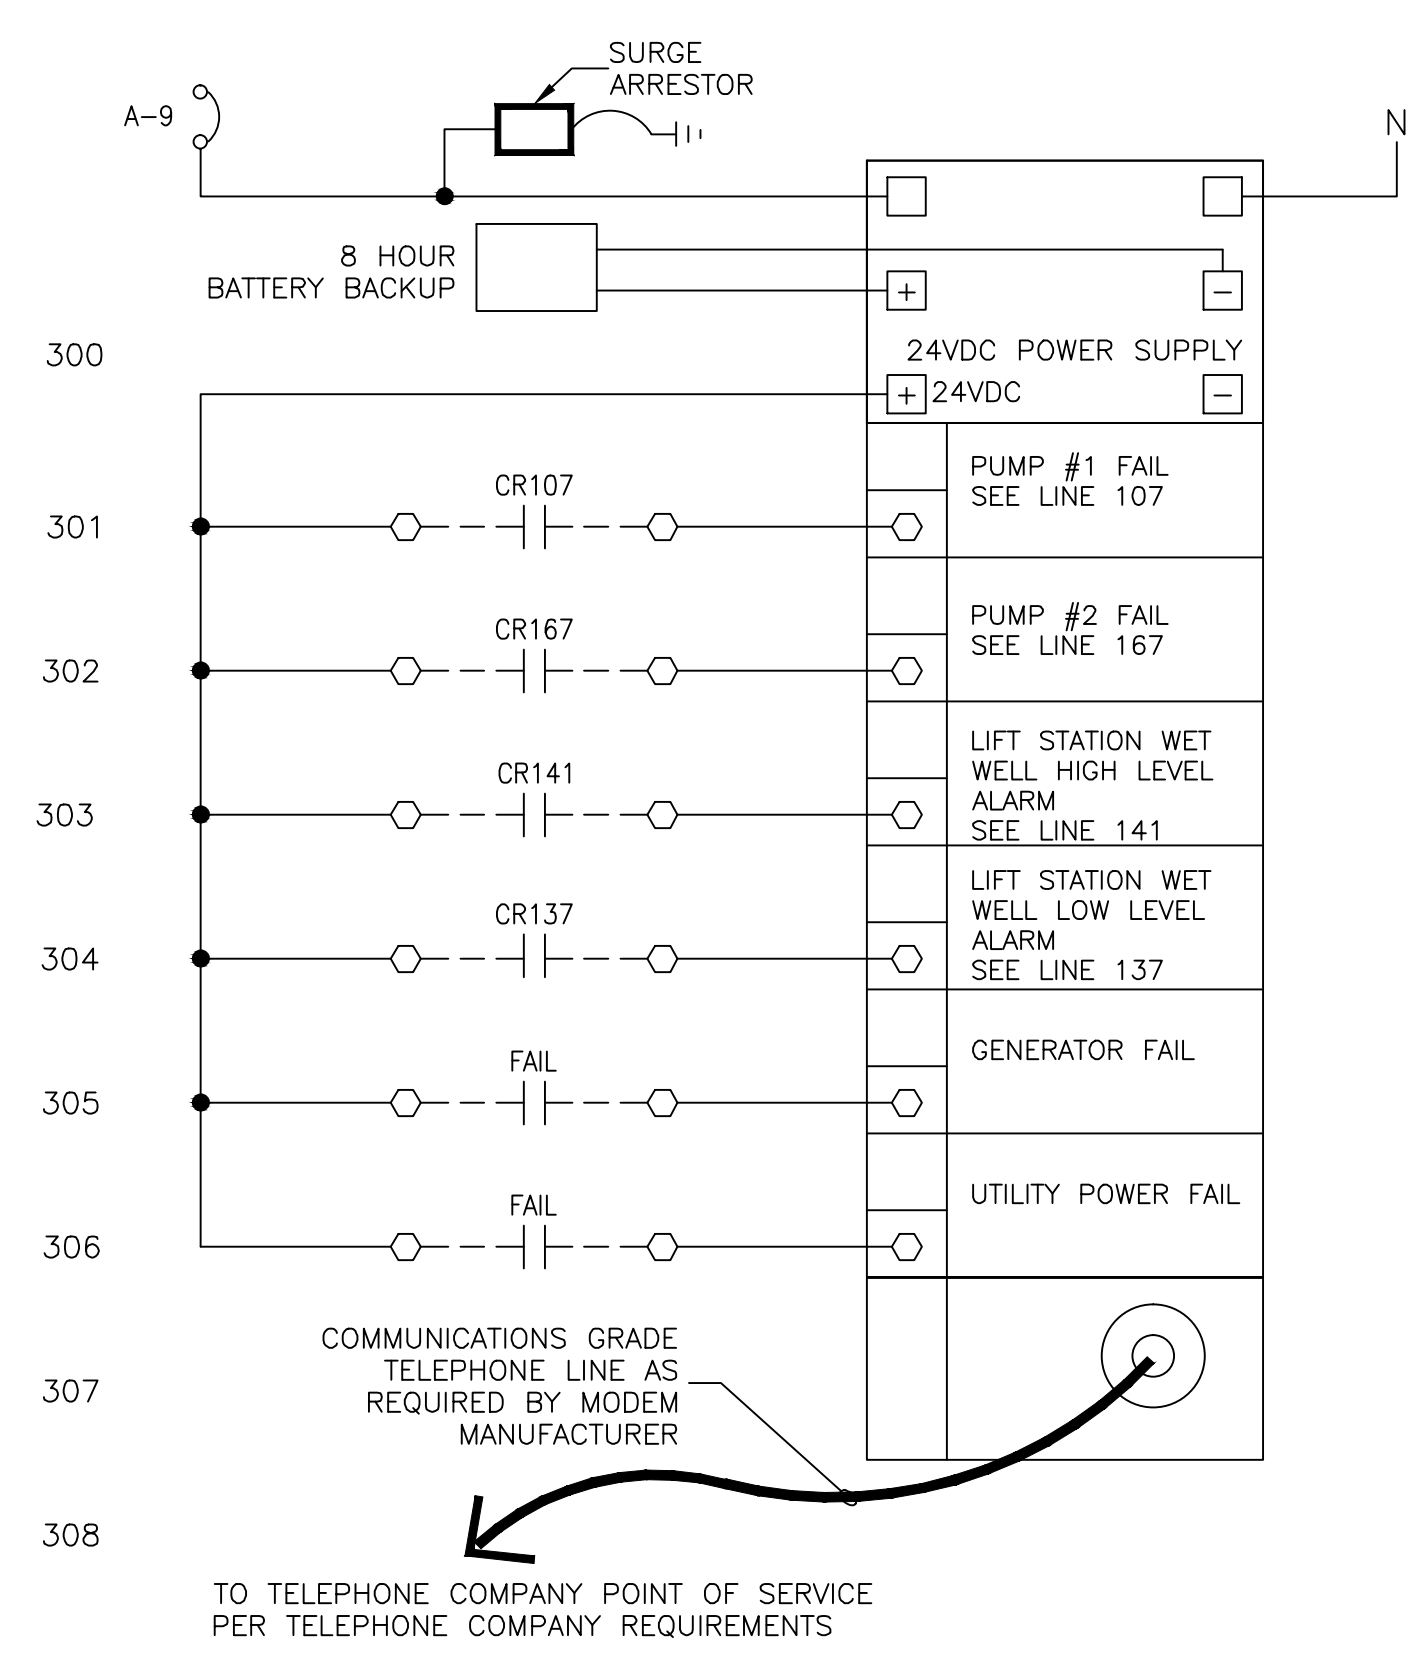 SURGE
ARRESTOR
A-9
N
8 HOUR
BATTERY BACKUP
+
−
300
24VDC POWER SUPPLY
+ 24VDC
−
PUMP #1 FAIL
SEE LINE 107
CR107
301
PUMP #2 FAIL
SEE LINE 167
CR167
302
LIFT STATION WET
WELL HIGH LEVEL
ALARM
SEE LINE 141
CR141
303
LIFT STATION WET
WELL LOW LEVEL
ALARM
SEE LINE 137
CR137
304
GENERATOR FAIL
FAIL
305
UTILITY POWER FAIL
FAIL
306
COMMUNICATIONS GRADE
TELEPHONE LINE AS
REQUIRED BY MODEM
MANUFACTURER
307
308
TO TELEPHONE COMPANY POINT OF SERVICE
PER TELEPHONE COMPANY REQUIREMENTS